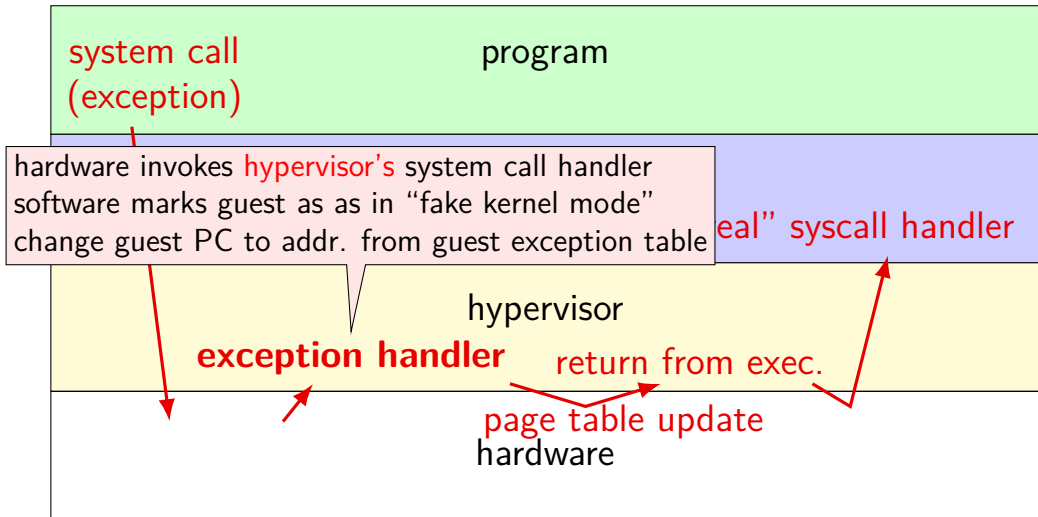 system call
(exception)
program
hardware invokes hypervisor's system call handler
software marks guest as as in “fake kernel mode”
change guest PC to addr. from guest exception table
eal” syscall handler
hypervisor
exception handler
return from exec.
page table update
hardware